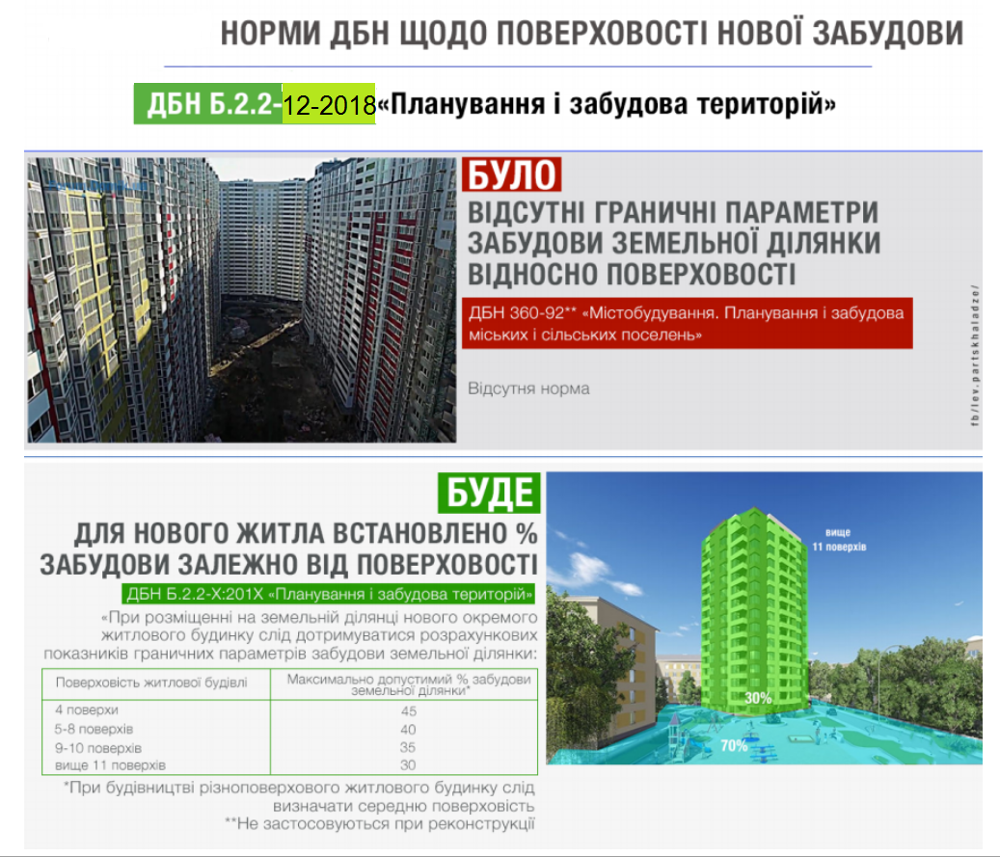 НОРМИ ДБН ЩОДО ПОВЕРХОВОСТІ НОВОЇ ЗАБУДОВИ
ДБН Б.2.2-12-2018«Планування і забудова територій»
БУЛО
ВІДСУТНІ ГРАНИЧНІ ПАРАМЕТРИ
ЗАБУДОВИ ЗЕМЕЛЬНОЇ ДІЛЯНКИ
ВІДНОСНО ПОВЕРХОВОСТІ
ДБН 360-92** «Містобудування. Планування і забудова
міських і сільських поселень»
Відсутня норма
fb/lev.partskhaladze/
БУДЕ
ДЛЯ НОВОГО ЖИТЛА ВСТАНОВЛЕНО %
ЗАБУДОВИ ЗАЛЕЖНО ВІД ПОВЕРХОВОСТІ
ДБН Б.2.2-Х:201Х «Планування і забудова територій»
«При розміщенні на земельній ділянці нового окремого
житлового будинку слід дотримуватися розрахункових
показників граничних параметрів забудови земельної ділянки:
Поверховість житлової будівлі
Максимально допустимий % забудови
земельної ділянки*
4 поверхи 45
5-8 поверхів 40
9-10 поверхів 35
вище 11 поверхів 30
*При будівництві різноповерхового житлового будинку слід
визначати середню поверховість
**Не застосовуються при реконструкції
вище
11 поверхів
30%
70%